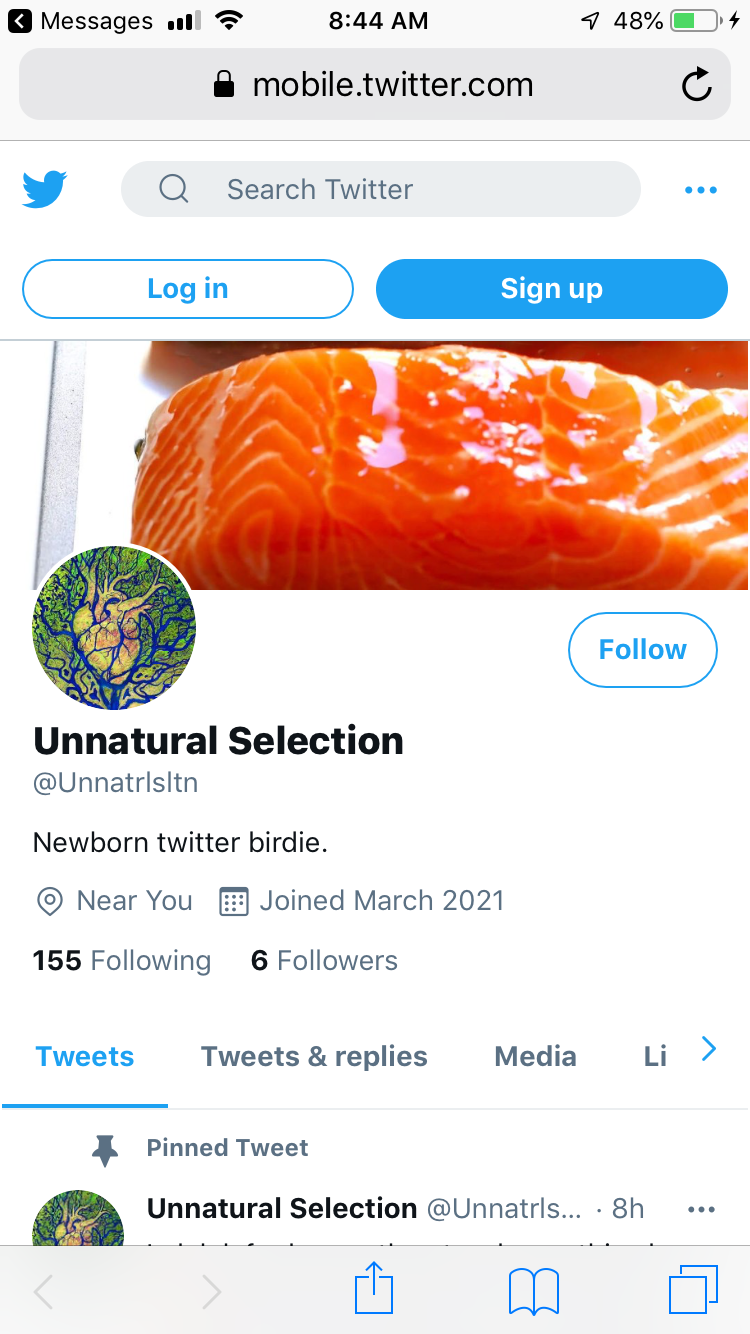 Messages 8:44 AM 48%
mobile.twitter.com
Search Twitter
Log in Sign up
Follow
Unnatural Selection
@Unnatrlsltn
Newborn twitter birdie.
Near You Joined March 2021
155 Following 6 Followers
Tweets Tweets & replies Media Li
Pinned Tweet
Unnatural Selection @Unnatrls... · 8h